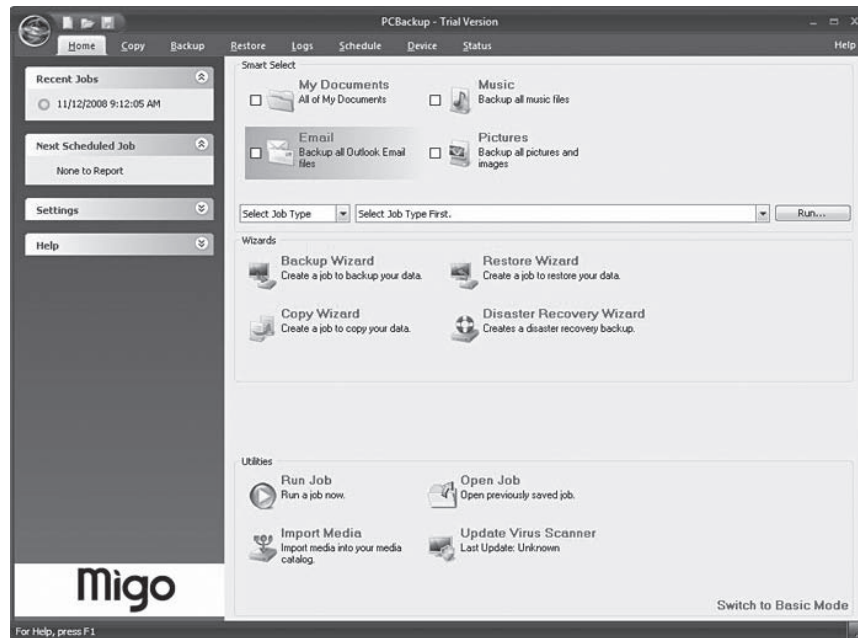 PCBackup - Trial Version
Home Copy Backup Restore Logs Schedule Device Status Help
Recent Jobs
11/12/2008 9:12:05 AM
Next Scheduled Job
None to Report
Settings
Help
Smart Select
My Documents
All of My Documents
Music
Backup all music files
Email
Backup all Outlook Email
files
Pictures
Backup all pictures and
images
Select Job Type
Select Job Type First.
Run...
Wizards
Backup Wizard
Create a job to backup your data.
Restore Wizard
Create a job to restore your data.
Copy Wizard
Create a job to copy your data.
Disaster Recovery Wizard
Creates a disaster recovery backup.
Utilities
Run Job
Run a job now.
Open Job
Open previously saved job.
Import Media
Import media into your media
catalog.
Update Virus Scanner
Last Update: Unknown
Migo
Switch to Basic Mode
For Help, press F1